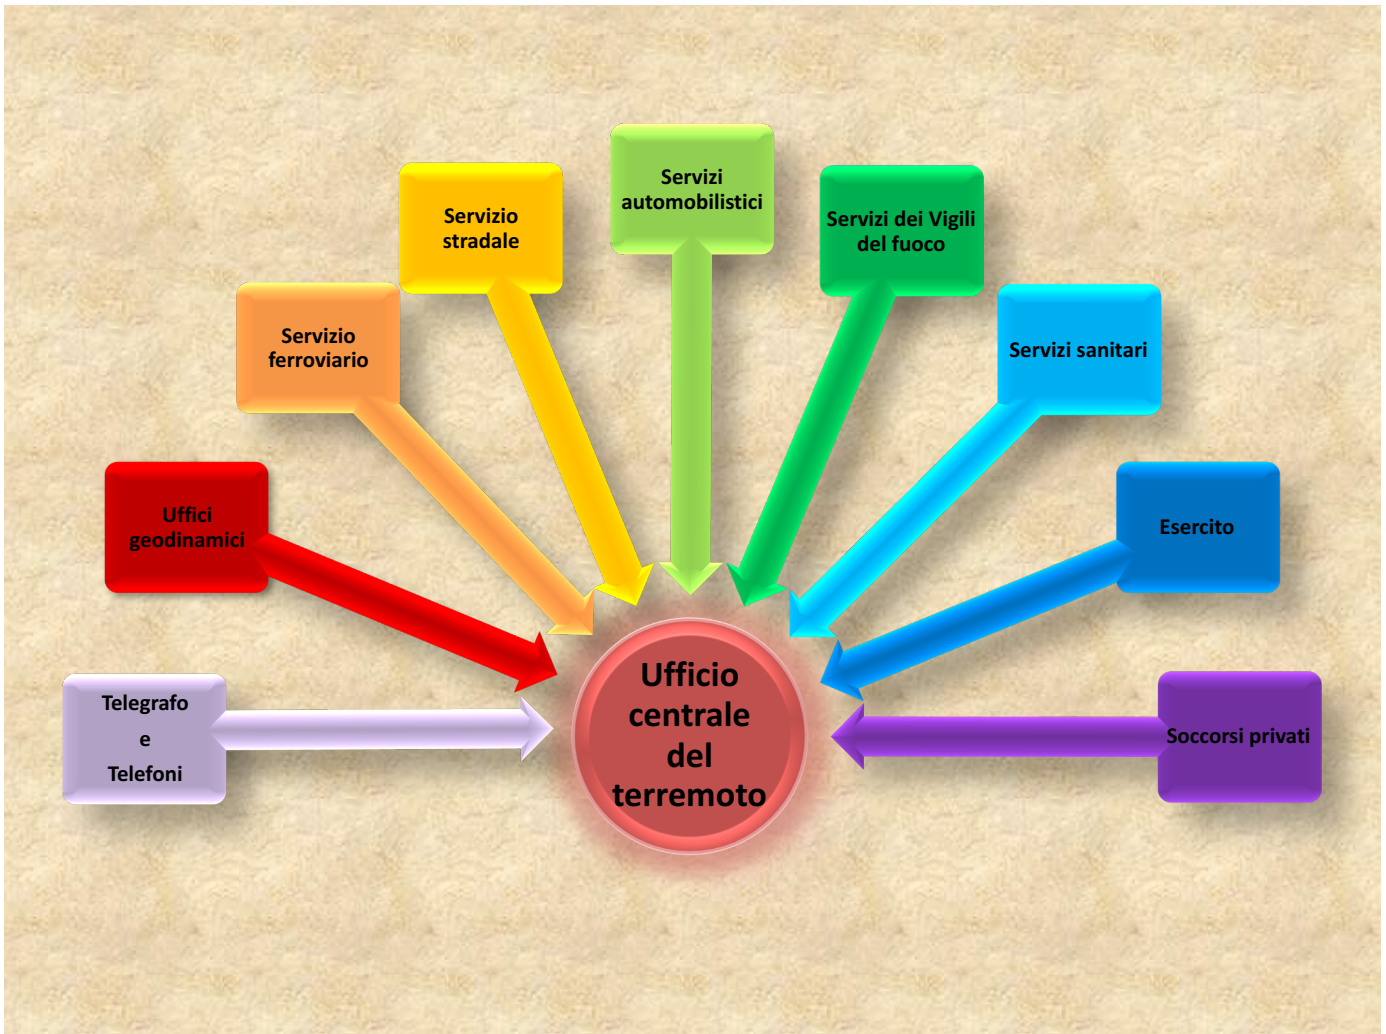 Servizi
automobilistici
Servizio
stradale
Servizi dei Vigili
del fuoco
Servizio
ferroviario
Servizi sanitari
Uffici
geodinamici
Esercito
Telegrafo
e
Telefoni
Soccorsi privati
Ufficio
centrale
del
terremoto